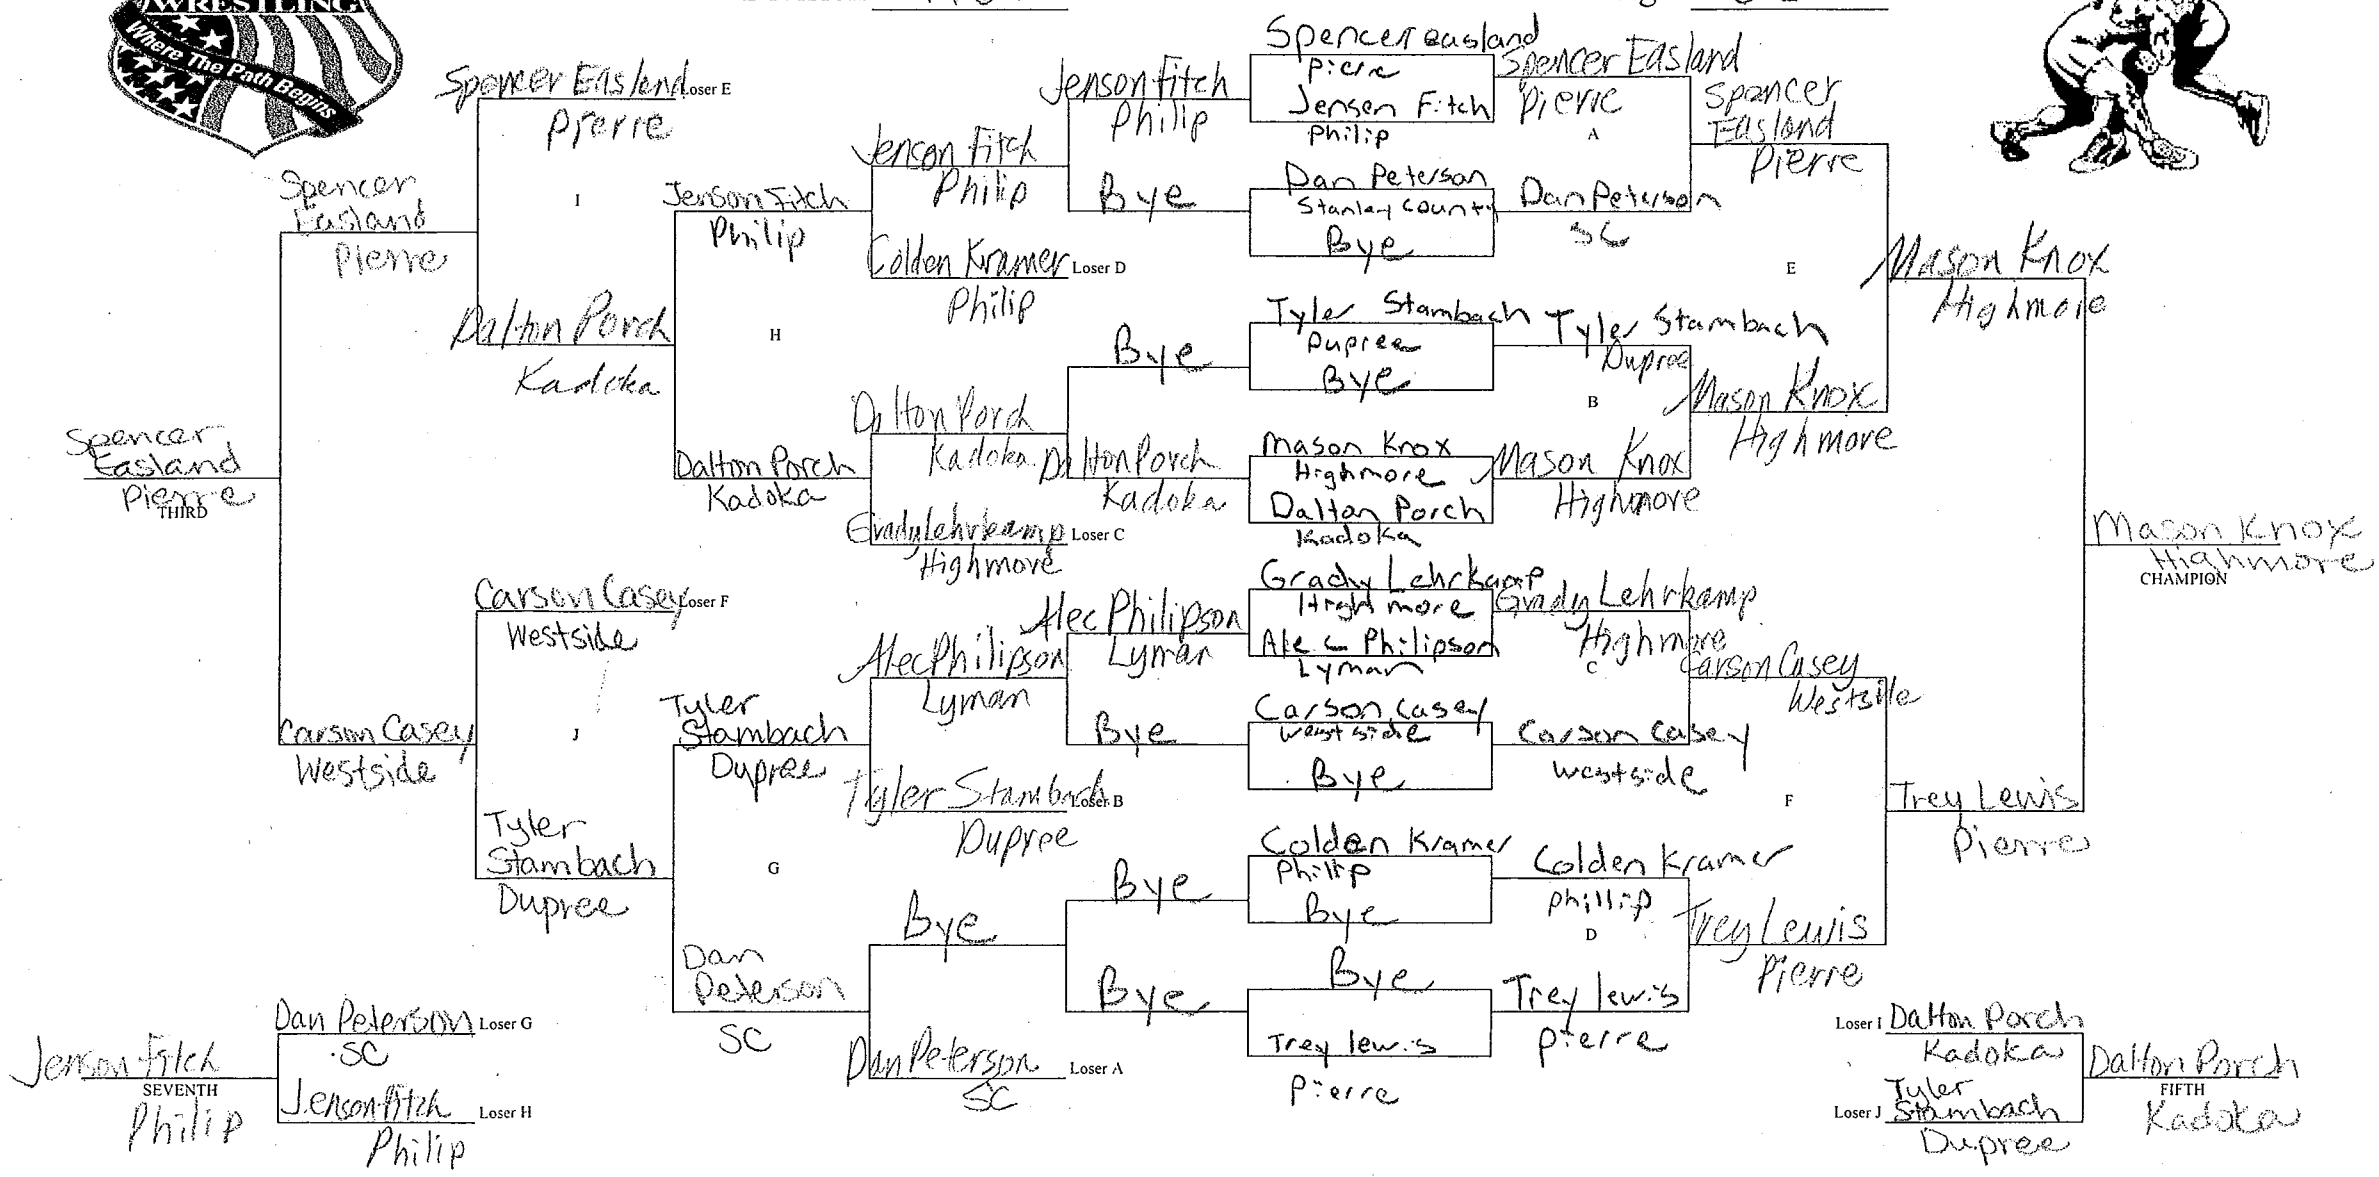 WRESTLING
Where The Path Begins
Spencer Easland Loser E
Pierre
I
Spencer
Easland
Pierre
Dalton Porch
Kadoka
Spencer
Easland
Pierre
THIRD
Carson Casey Loser F
Westside
J
Carson Casey
Westside
Tyler
Stambach
Dupree
Jenson Fitch
Philip
H
Dalton Porch
Kadoka
Tyler
Stambach
Dupree
G
Dan
Peterson
SC
Jenson Fitch
Philip
Colden Kramer Loser D
Philip
Dalton Porch
Kadoka
Grady Lehrkamp Loser C
Highmore
Alec Philipson
Lyman
Tyler Stambach Loser B
Dupree
Bye
Dan Peterson Loser A
SC
Jenson Fitch
Philip
Bye
Bye
Dalton Porch
Kadoka
Alec Philipson
Lyman
Bye
Bye
Bye
Spencer easland
Pierre
Jensen Fitch
Philip
Dan Peterson
Stanley County
Bye
Tyler Stambach
Dupree
Bye
Mason Knox
Highmore
Dalton Porch
Kadoka
Grady Lehrkamp
Highmore
Alec Philipson
Lyman
Carson Casey
West side
Bye
Colden Kramer
Philip
Bye
Bye
Trey lewis
Pierre
Spencer Easland
Pierre
A
Dan Peterson
SC
Tyler Stambach
Dupree
B
Mason Knox
Highmore
Grady Lehrkamp
Highmore
C
Carson Casey
Westside
Colden Kramer
Phillip
D
Trey lewis
Pierre
Spencer
Easland
Pierre
E
Mason Knox
Highmore
Carson Casey
Westside
F
Trey Lewis
Pierre
Mason Knox
Highmore
Trey Lewis
Pierre
Mason Knox
Highmore
CHAMPION
Dan Peterson Loser G
SC
Jenson Fitch
SEVENTH
Philip
Jenson Fitch Loser H
Philip
Loser I Dalton Porch
Kadoka
Dalton Porch
FIFTH
Kadoka
Tyler
Loser J Stambach
Dupree